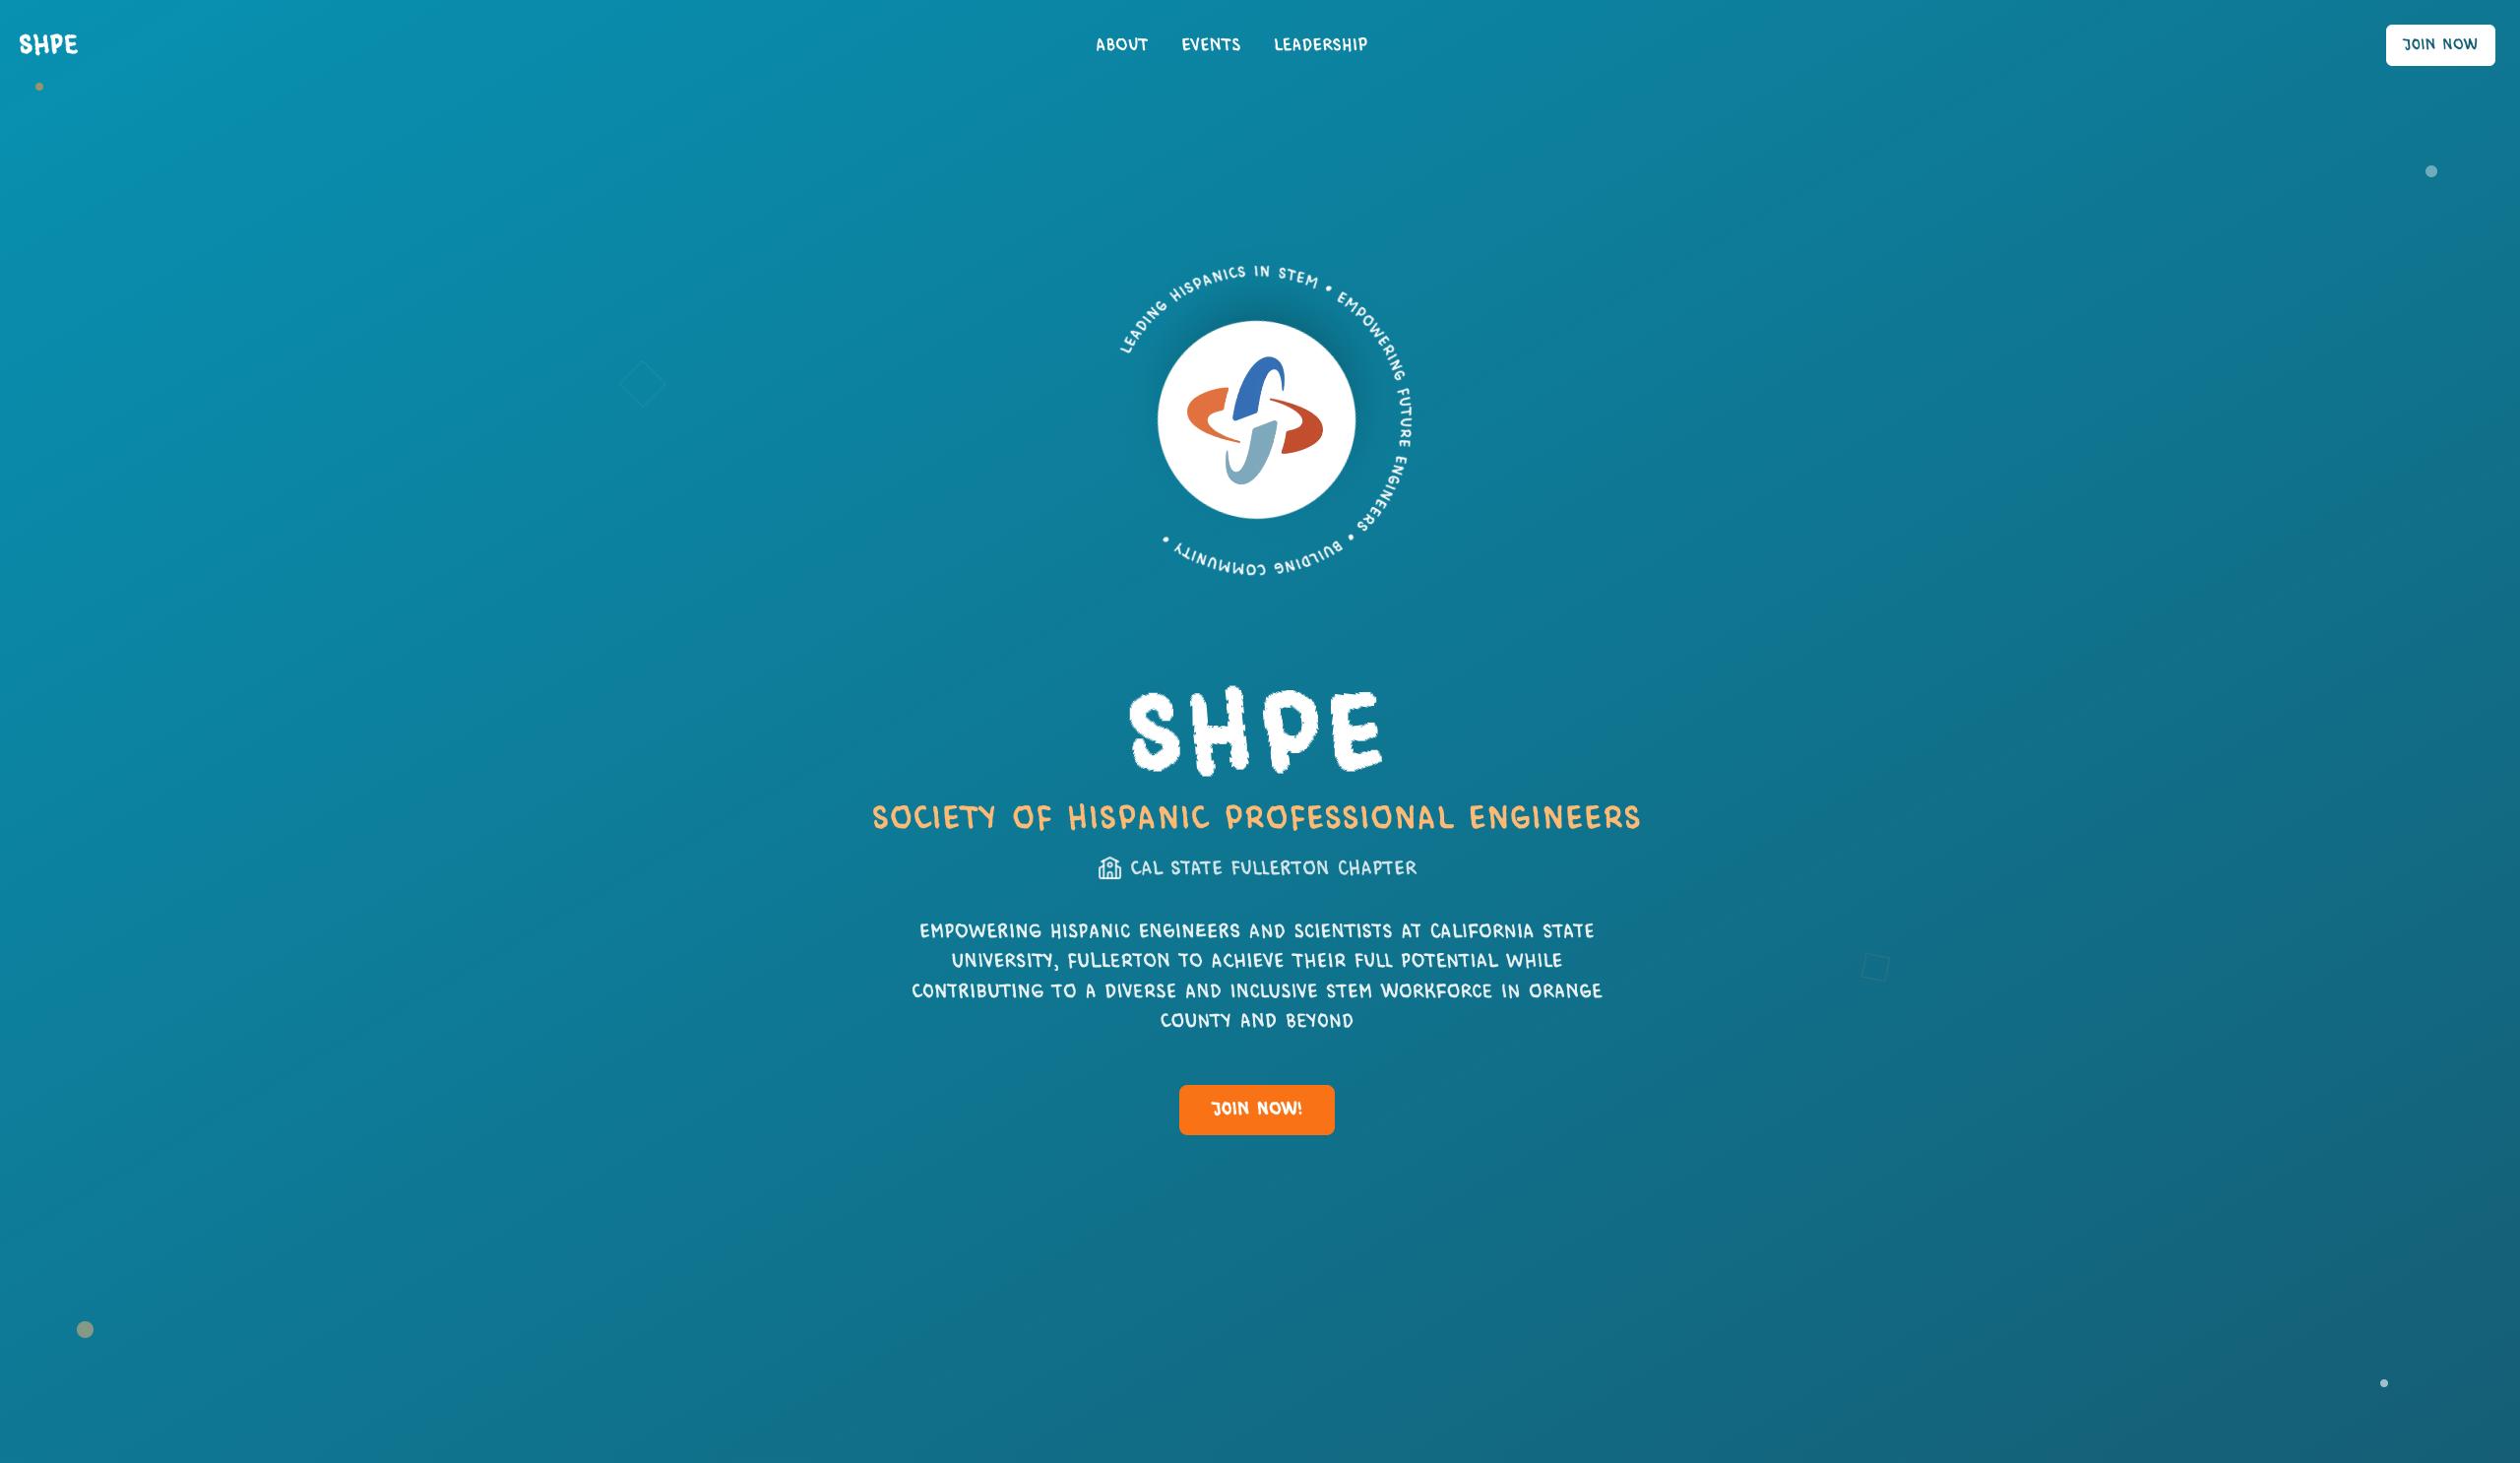 SHPE
ABOUT EVENTS LEADERSHIP
JOIN NOW
LEADING HISPANICS IN STEM • EMPOWERING FUTURE ENGINEERS • BUILDING COMMUNITY •
SHPE
SOCIETY OF HISPANIC PROFESSIONAL ENGINEERS
CAL STATE FULLERTON CHAPTER
EMPOWERING HISPANIC ENGINEERS AND SCIENTISTS AT CALIFORNIA STATE
UNIVERSITY, FULLERTON TO ACHIEVE THEIR FULL POTENTIAL WHILE
CONTRIBUTING TO A DIVERSE AND INCLUSIVE STEM WORKFORCE IN ORANGE
COUNTY AND BEYOND
JOIN NOW!